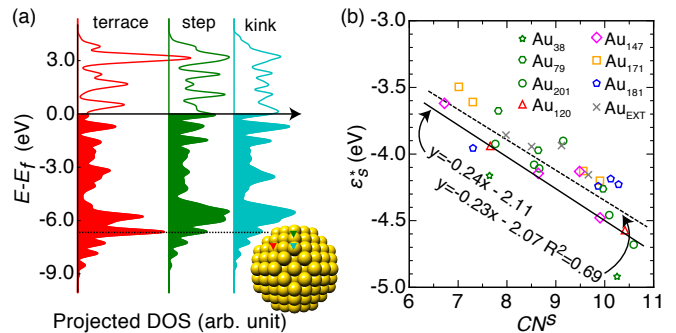 (a)
terrace
step
kink
3.0
0.0
-3.0
-6.0
-9.0
E-E_f (eV)
Projected DOS (arb. unit)
(b)
Au₃₈
Au₇₉
Au₂₀₁
Au₁₂₀
Au₁₄₇
Au₁₇₁
Au₁₈₁
Au_EXT
-3.0
-3.5
-4.0
-4.5
-5.0
ε*ₛ (eV)
y=-0.24x - 2.11
y=-0.23x - 2.07 R²=0.69
6
7
8
9
10
11
CNˢ